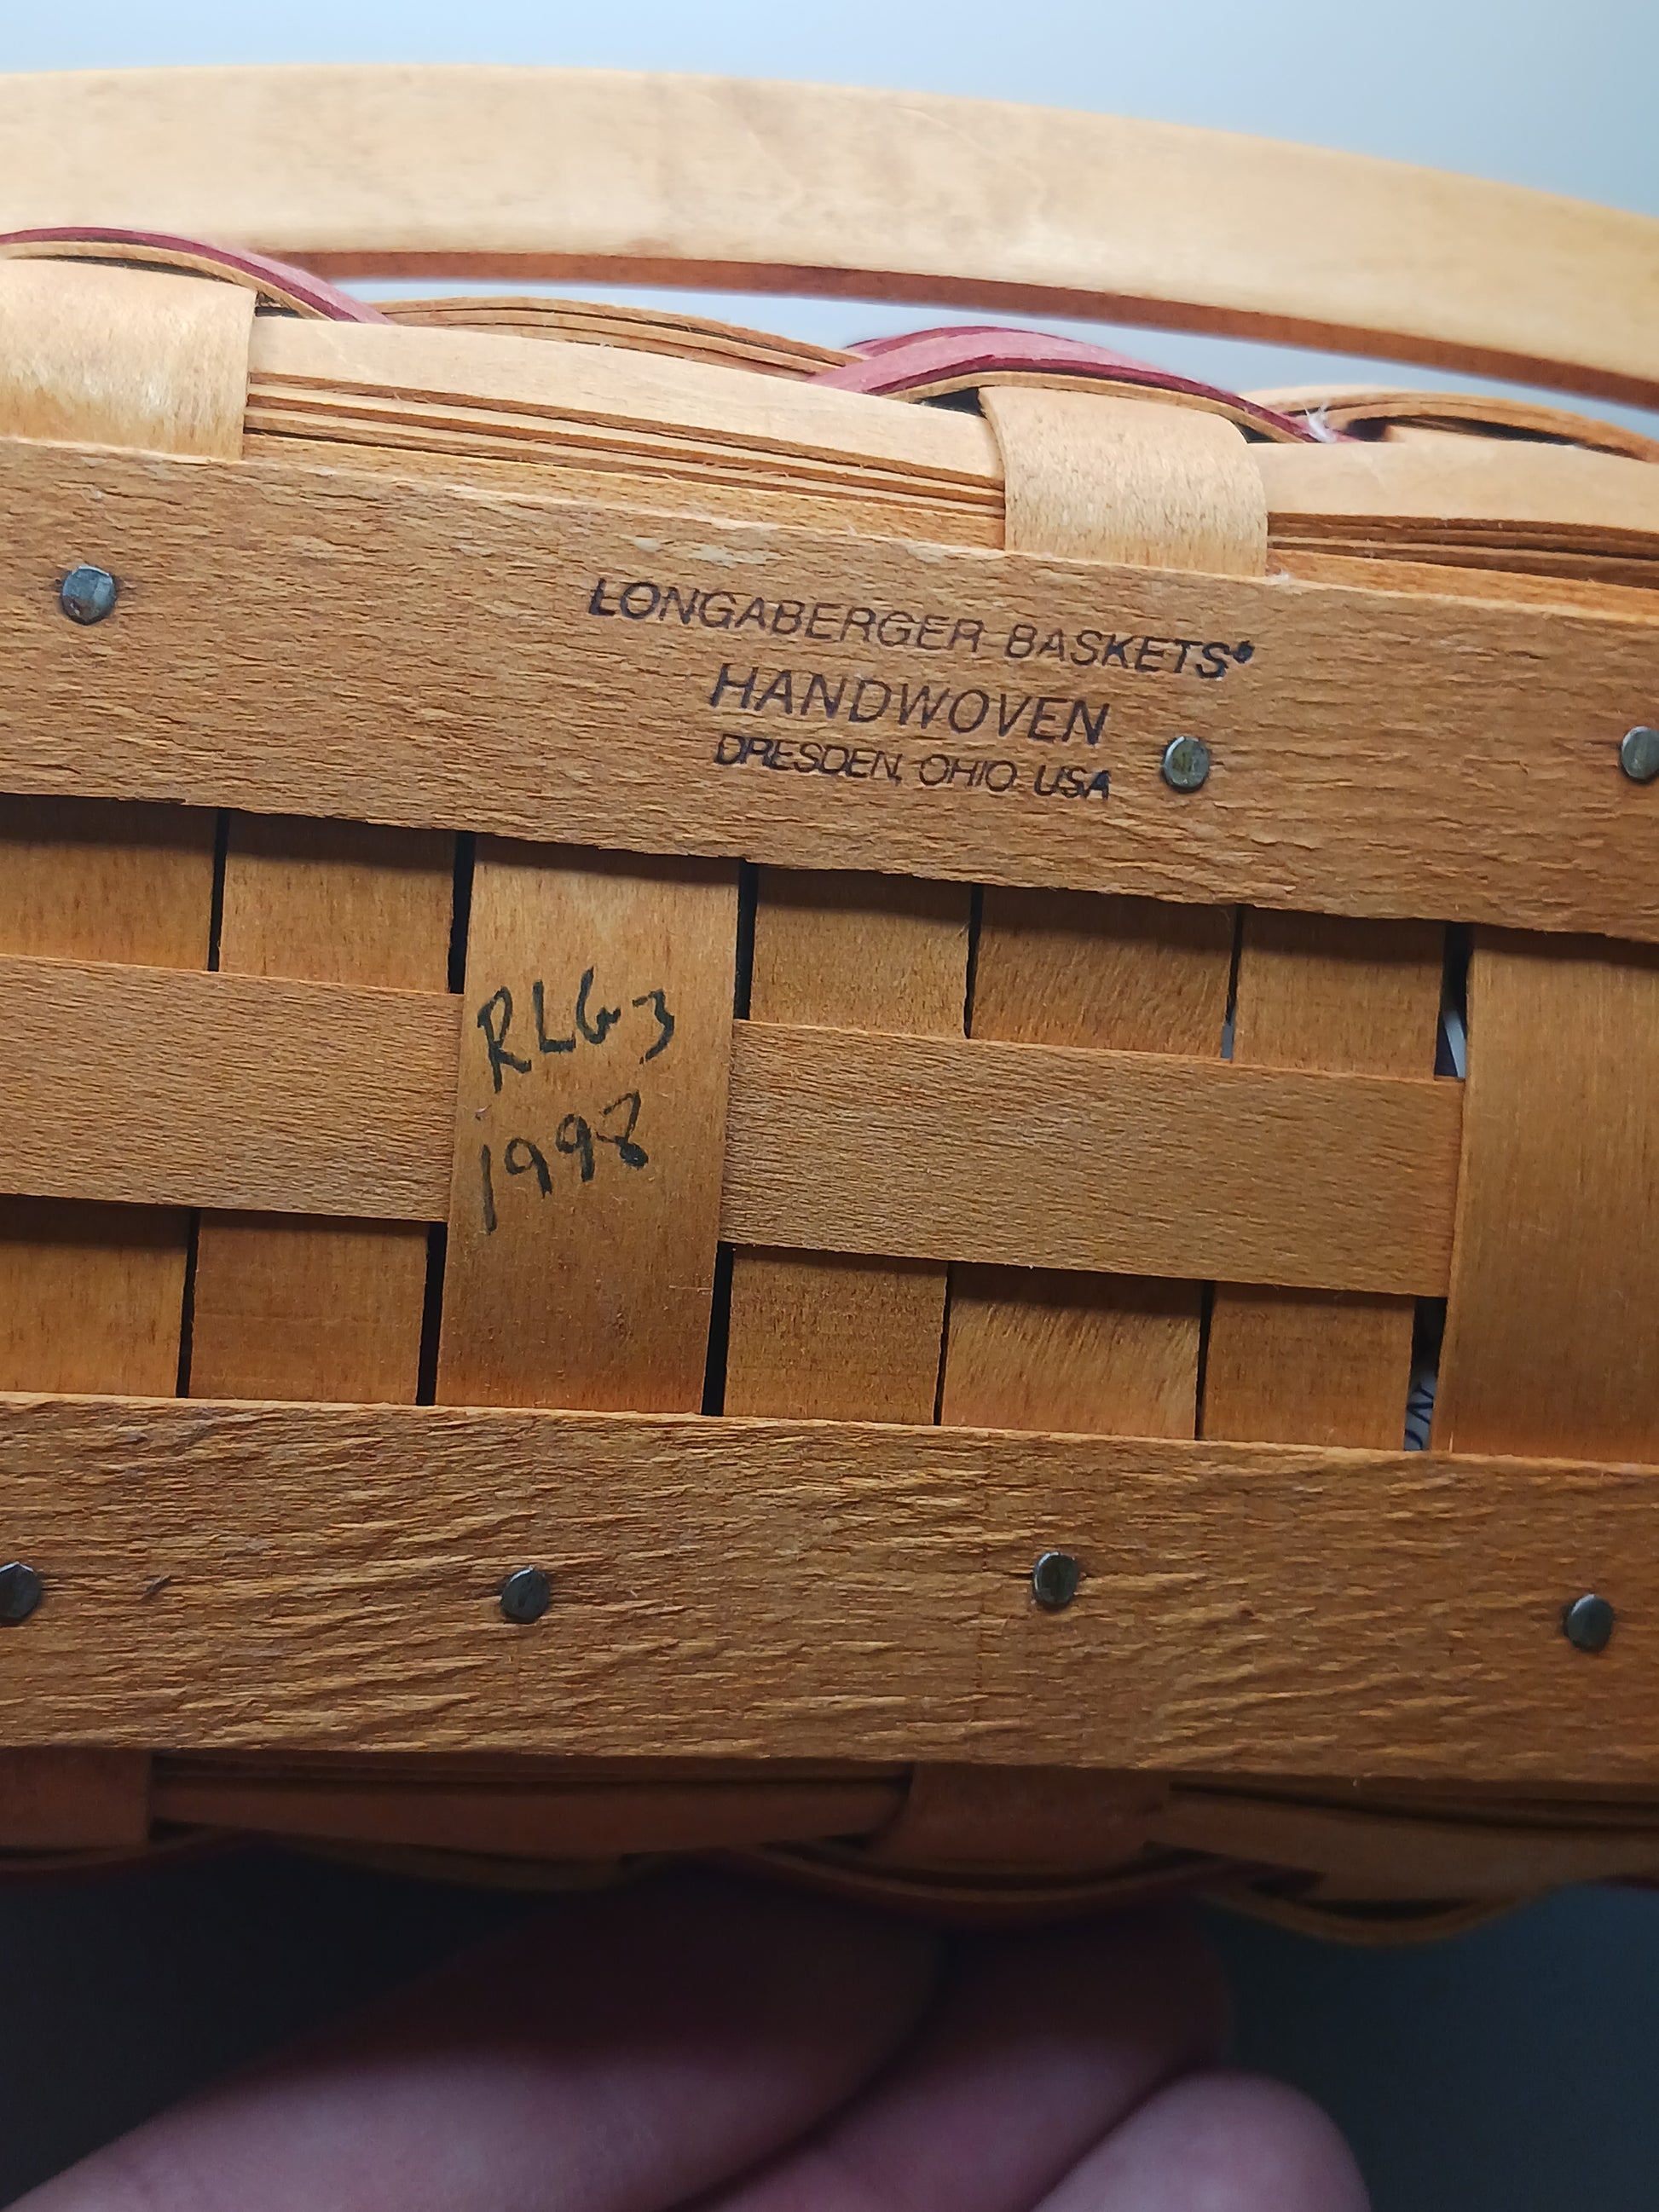 LONGABERGER BASKETS®
HANDWOVEN
DRESDEN, OHIO USA
RLG3
1998